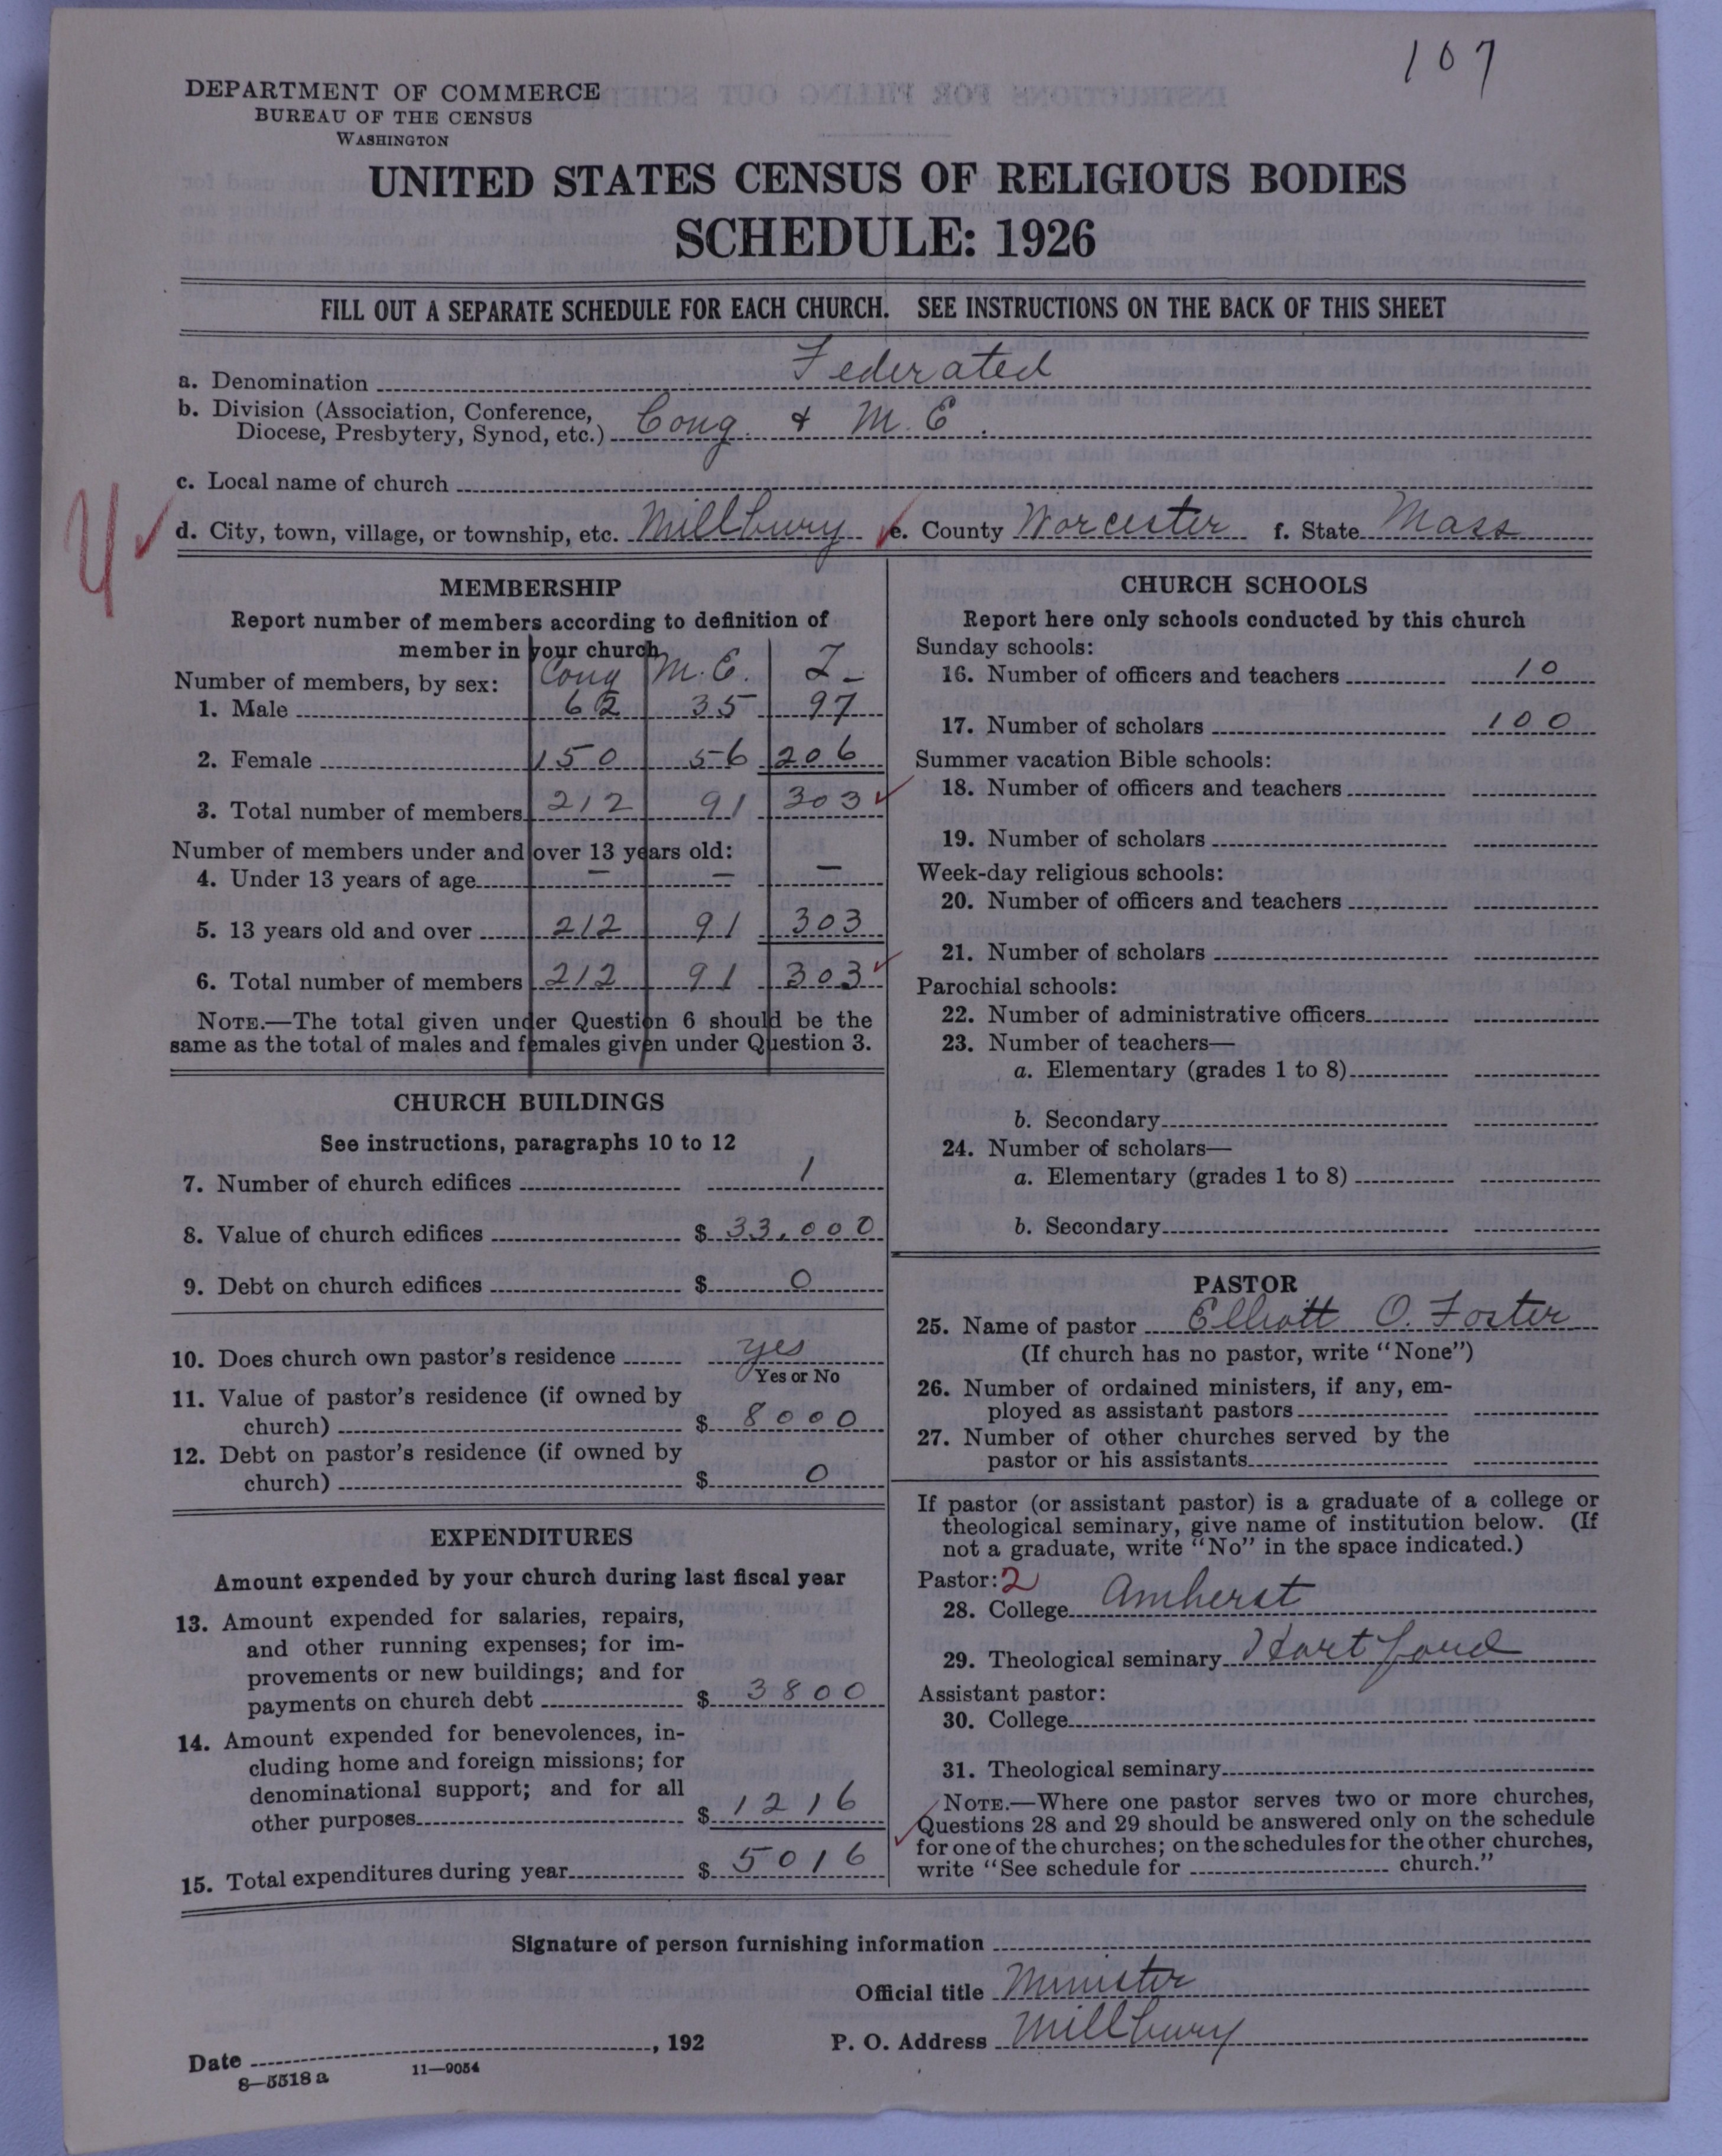 107
DEPARTMENT OF COMMERCE
BUREAU OF THE CENSUS
WASHINGTON
UNITED STATES CENSUS OF RELIGIOUS BODIES
SCHEDULE: 1926
FILL OUT A SEPARATE SCHEDULE FOR EACH CHURCH. SEE INSTRUCTIONS ON THE BACK OF THIS SHEET
a. Denomination Federated
b. Division (Association, Conference,
Diocese, Presbytery, Synod, etc.) Cong. & M. E.
c. Local name of church
d. City, town, village, or township, etc. Millbury e. County Worcester f. State Mass
MEMBERSHIP
Report number of members according to definition of
member in your church
Number of members, by sex: Cong M.E.
1. Male 62 35 97
2. Female 150 56 206
3. Total number of members 212 91 303
Number of members under and over 13 years old:
4. Under 13 years of age – – –
5. 13 years old and over 212 91 303
6. Total number of members 212 91 303
NOTE.—The total given under Question 6 should be the
same as the total of males and females given under Question 3.
CHURCH BUILDINGS
See instructions, paragraphs 10 to 12
7. Number of church edifices 1
8. Value of church edifices $ 33,000
9. Debt on church edifices $ 0
10. Does church own pastor's residence yes
Yes or No
11. Value of pastor's residence (if owned by
church) $ 8000
12. Debt on pastor's residence (if owned by
church) $ 0
EXPENDITURES
Amount expended by your church during last fiscal year
13. Amount expended for salaries, repairs,
and other running expenses; for im-
provements or new buildings; and for
payments on church debt $ 3800
14. Amount expended for benevolences, in-
cluding home and foreign missions; for
denominational support; and for all
other purposes $ 1216
15. Total expenditures during year $ 5016
CHURCH SCHOOLS
Report here only schools conducted by this church
Sunday schools:
16. Number of officers and teachers 10
17. Number of scholars 100
Summer vacation Bible schools:
18. Number of officers and teachers
19. Number of scholars
Week-day religious schools:
20. Number of officers and teachers
21. Number of scholars
Parochial schools:
22. Number of administrative officers
23. Number of teachers—
a. Elementary (grades 1 to 8)
b. Secondary
24. Number of scholars—
a. Elementary (grades 1 to 8)
b. Secondary
PASTOR
25. Name of pastor Elliott O. Foster
(If church has no pastor, write "None")
26. Number of ordained ministers, if any, em-
ployed as assistant pastors
27. Number of other churches served by the
pastor or his assistants
If pastor (or assistant pastor) is a graduate of a college or
theological seminary, give name of institution below. (If
not a graduate, write "No" in the space indicated.)
Pastor: 2
28. College Amherst
29. Theological seminary Hartford
Assistant pastor:
30. College
31. Theological seminary
NOTE.—Where one pastor serves two or more churches,
Questions 28 and 29 should be answered only on the schedule
for one of the churches; on the schedules for the other churches,
write "See schedule for church."
Signature of person furnishing information
Official title Minister
Date , 192 P. O. Address Millbury
8—5518 a 11—9054